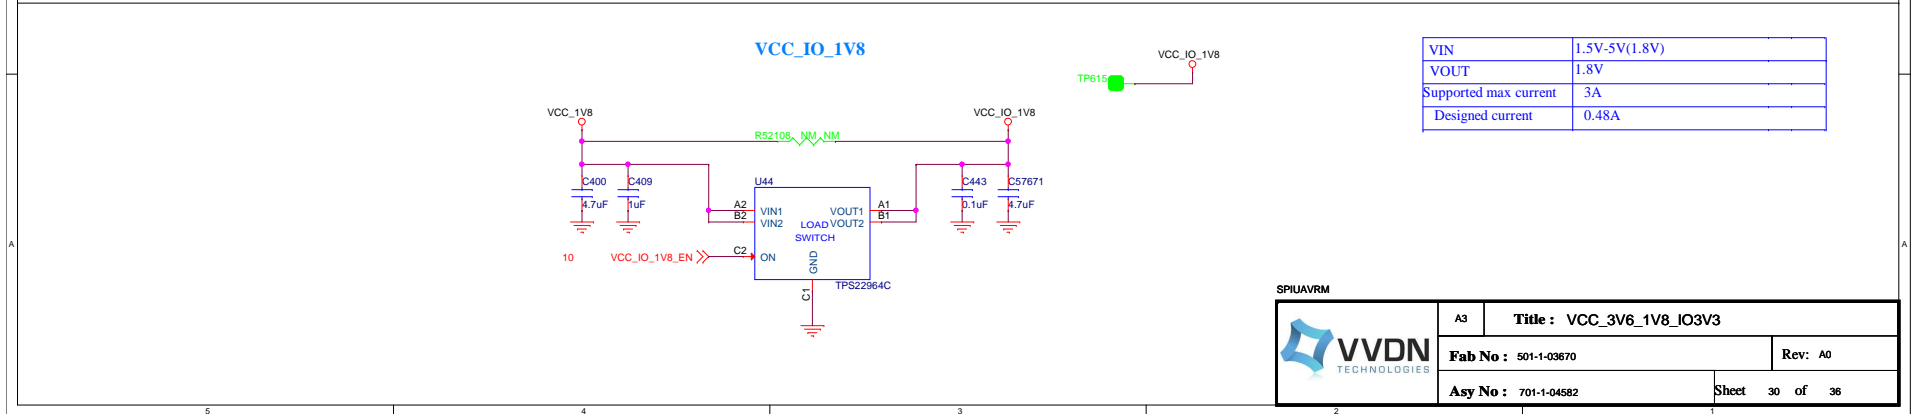 VCC_IO_1V8
VCC_IO_1V8
TP615
VIN 1.5V-5V(1.8V)
VOUT 1.8V
Supported max current 3A
Designed current 0.48A
VCC_1V8
VCC_IO_1V8
R52108 NM NM
C400
4.7uF
C409
1uF
U44
C443
0.1uF
C57671
4.7uF
A2 VIN1
B2 VIN2
VOUT1 A1
VOUT2 B1
LOAD
SWITCH
10 VCC_IO_1V8_EN C2 ON
GND
C1
TPS22964C
A
A
SPIUAVRM
VVDN
TECHNOLOGIES
A3 Title : VCC_3V6_1V8_IO3V3
Fab No : 501-1-03670 Rev: A0
Asy No : 701-1-04582 Sheet 30 of 36
5 4 3 2 1